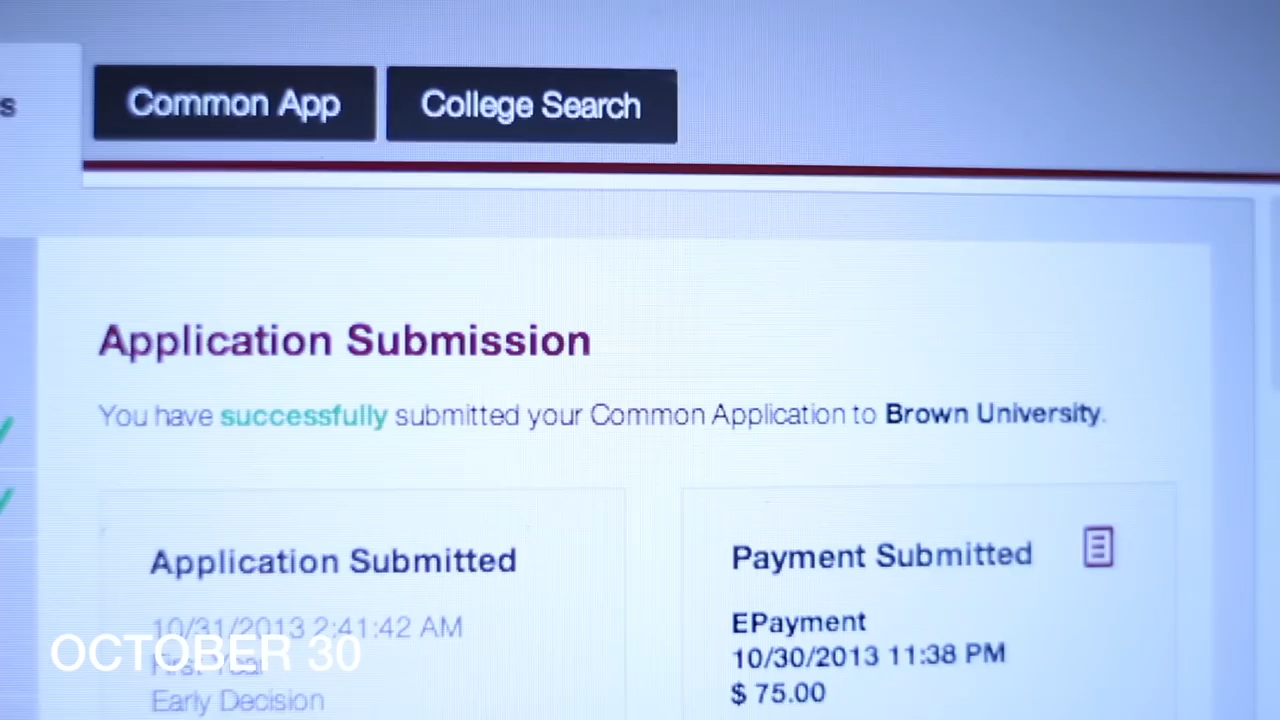 s
Common App
College Search
Application Submission
You have successfully submitted your Common Application to Brown University.
Application Submitted
10/31/2013 2:41:42 AM
First Year
Early Decision
Payment Submitted
EPayment
10/30/2013 11:38 PM
$ 75.00
OCTOBER 30